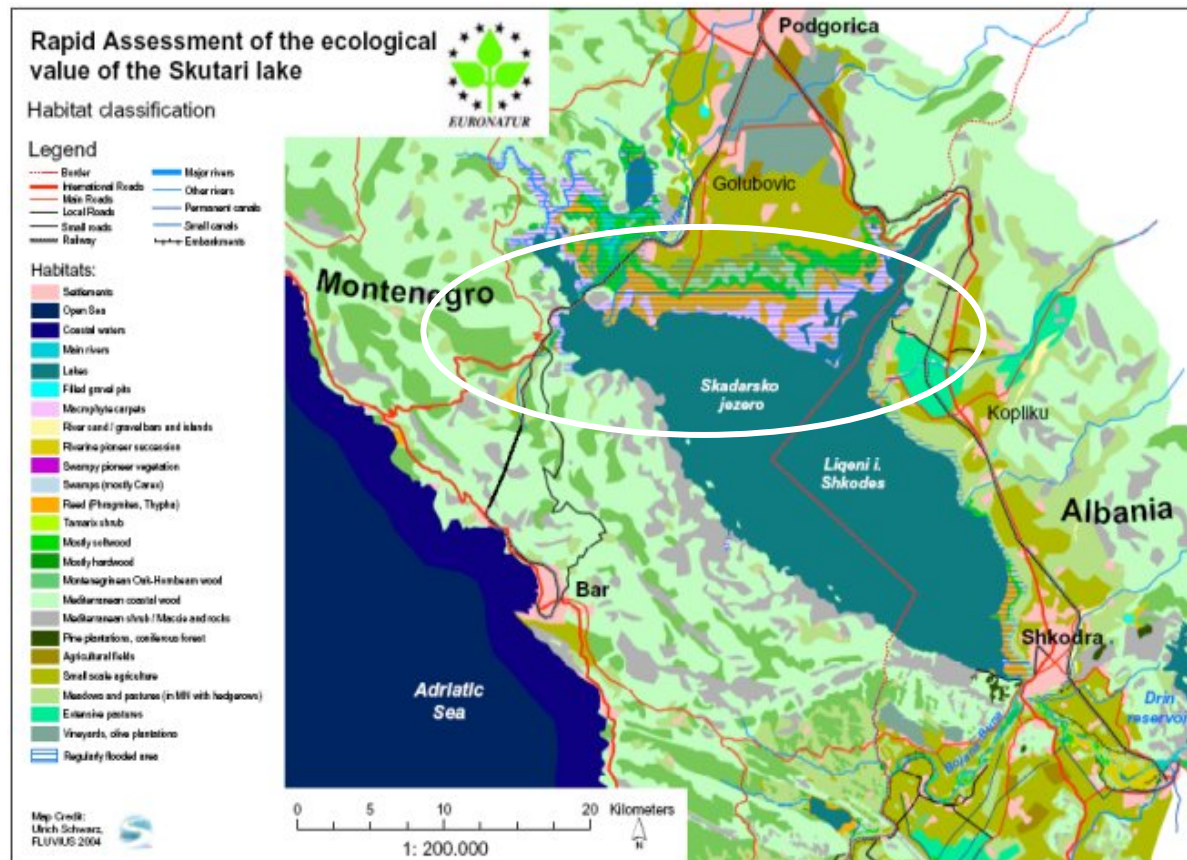 Rapid Assessment of the ecological
value of the Skutari lake
EURONATUR
Habitat classification
Legend
Border
International Roads
Main Roads
Local Roads
Small roads
Railway
Major rivers
Other rivers
Permanent canals
Small canals
Embankments
Habitats:
Settlements
Open Sea
Coastal waters
Main rivers
Lakes
Filled gravel pits
Macrophyte carpets
River sand / gravel bars and islands
Riverine pioneer succession
Swampy pioneer vegetation
Swamps (mostly Carex)
Reed (Phragmites, Thypha)
Tamarix shrub
Mostly softwood
Mostly hardwood
Montenegrinean Oak-Hornbeam wood
Mediterranean coastal wood
Mediterranean shrub / Maccie and rocks
Pine plantations, coniferous forest
Agricultural fields
Small scale agriculture
Meadows and pastures (in MN with hedgerows)
Extensive pastures
Vineyards, olive plantations
Regularly flooded area
Map Credit:
Ulrich Schwarz,
FLUVIUS 2004
Podgorica
Golubovic
Montenegro
Skadarsko
jezero
Kopliku
Liqeni i.
Shkodes
Albania
Bar
Shkodra
Adriatic
Sea
Drin
reservoir
0 5 10 20 Kilometers
N
1: 200.000